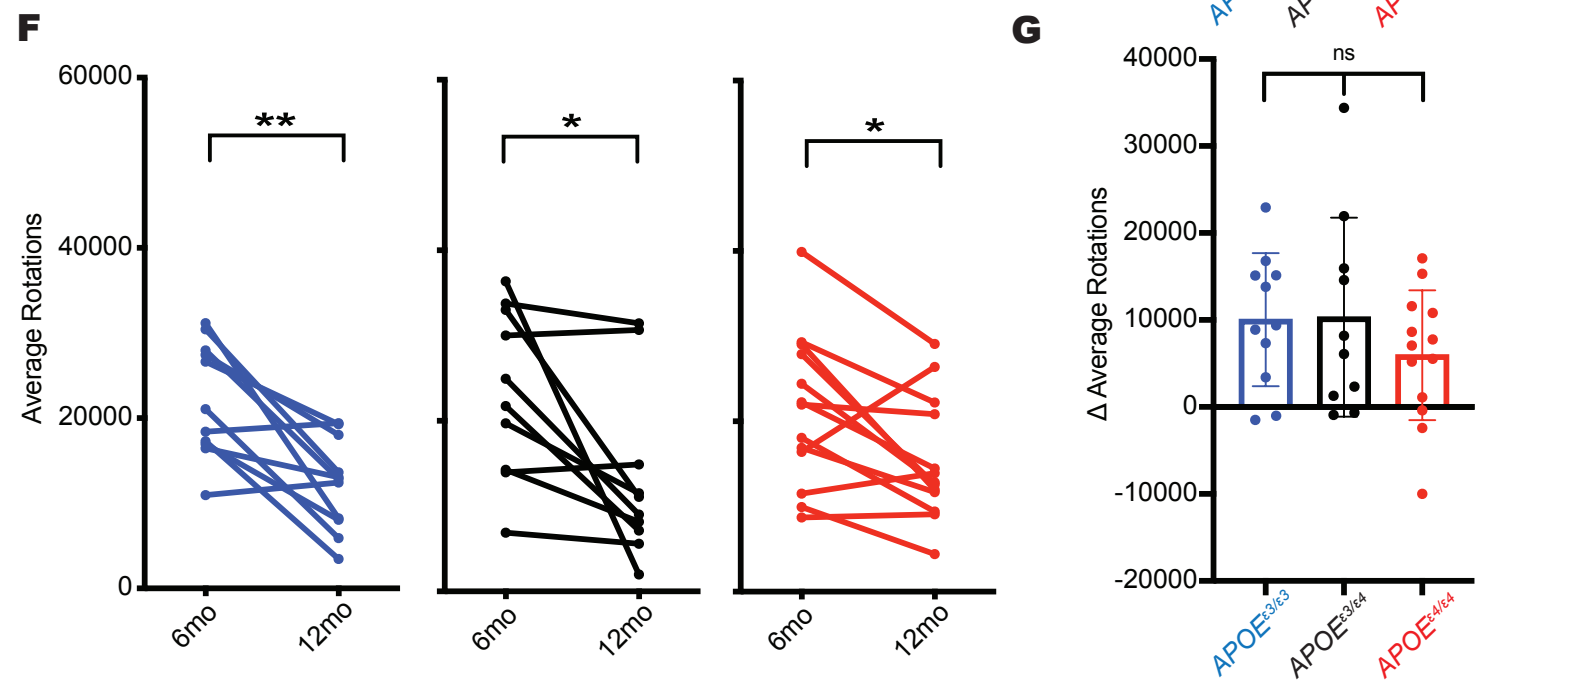 F
Average Rotations
60000
40000
20000
0
**
6mo
12mo
*
6mo
12mo
*
6mo
12mo
G
Δ Average Rotations
40000
30000
20000
10000
0
-10000
-20000
ns
APOEε3/ε3
APOEε3/ε4
APOEε4/ε4